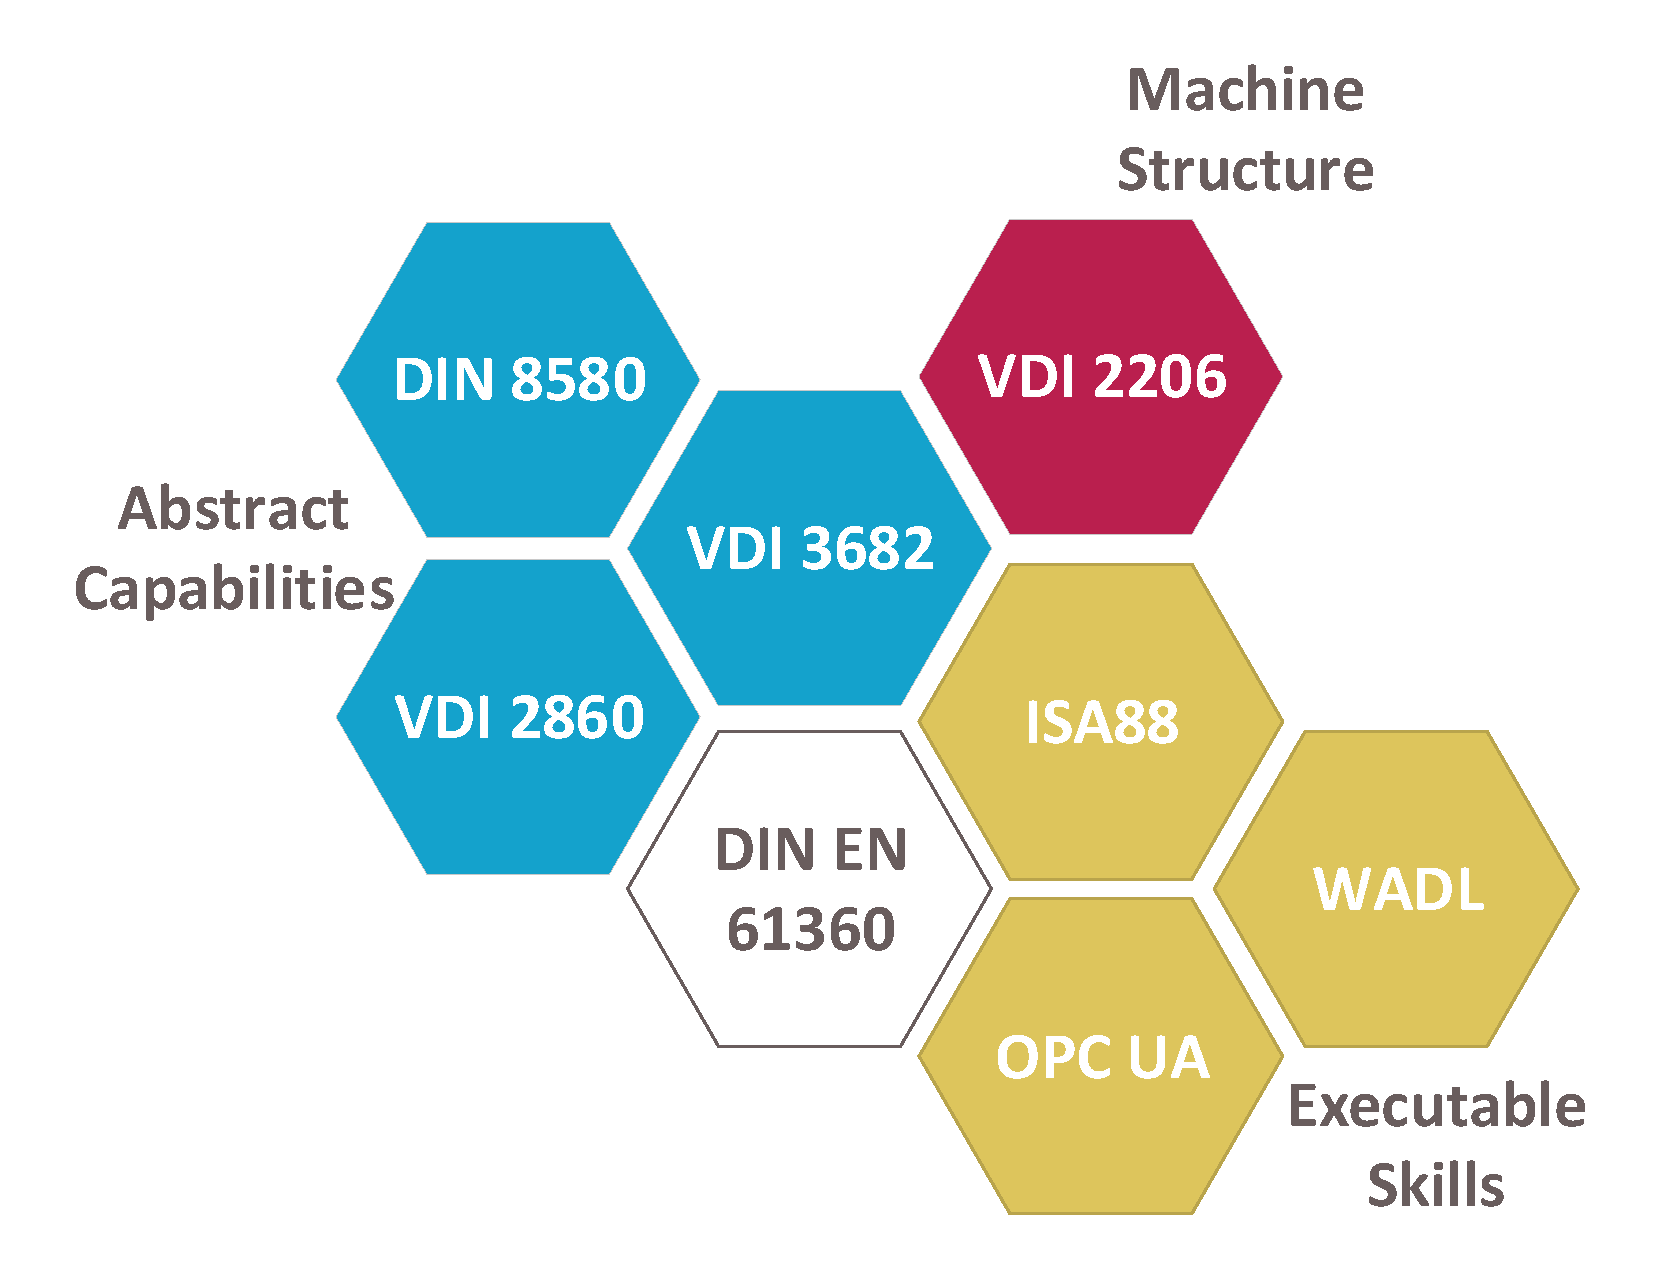 Machine
Structure
DIN 8580
VDI 2206
Abstract
Capabilities
VDI 3682
VDI 2860
ISA88
DIN EN
61360
WADL
OPC UA
Executable
Skills